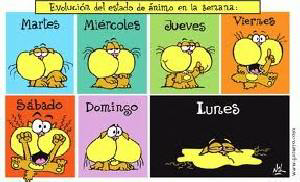 Evolución del estado de ánimo en la semana:
Martes
Miércoles
Jueves
Viernes
Sábado
Domingo
Lunes